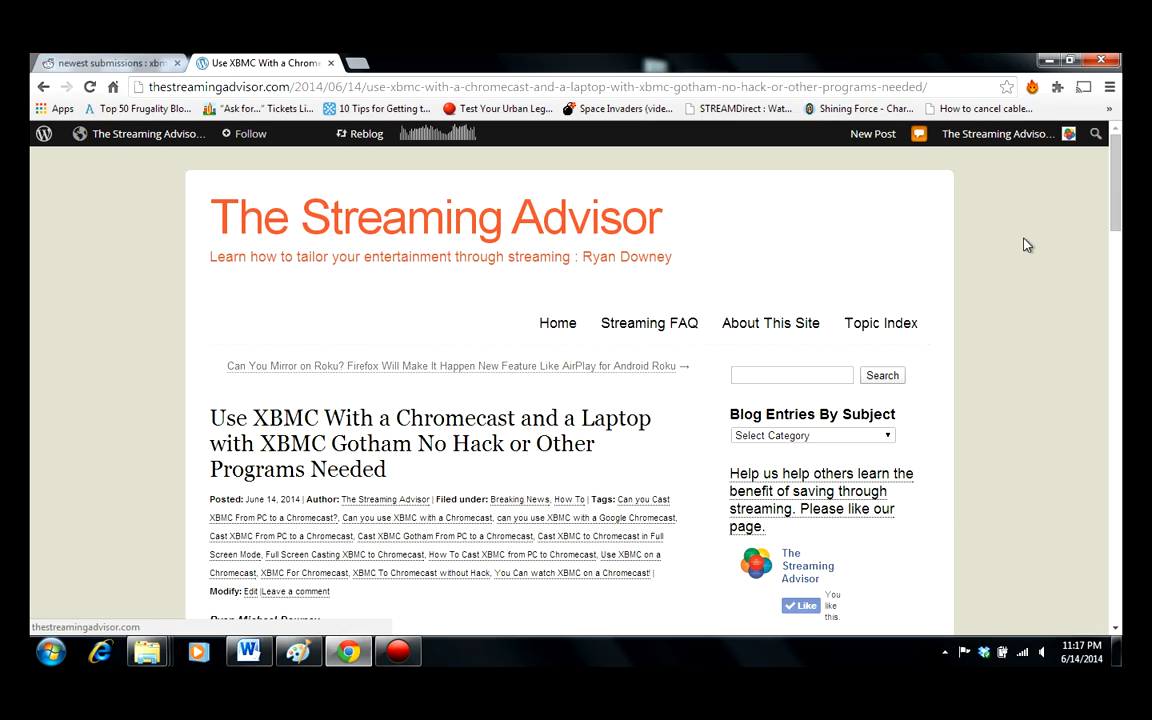 newest submissions : xbm
Use XBMC With a Chrome
thestreamingadvisor.com/2014/06/14/use-xbmc-with-a-chromecast-and-a-laptop-with-xbmc-gotham-no-hack-or-other-programs-needed/
Apps Top 50 Frugality Blo... "Ask for..." Tickets Li... 10 Tips for Getting t... Test Your Urban Leg... Space Invaders (vide... STREAMDirect : Wat... Shining Force - Char... How to cancel cable... »
The Streaming Adviso... Follow Reblog New Post The Streaming Adviso...
The Streaming Advisor
Learn how to tailor your entertainment through streaming : Ryan Downey
Home Streaming FAQ About This Site Topic Index
Can You Mirror on Roku? Firefox Will Make It Happen New Feature Like AirPlay for Android Roku →
Search
Use XBMC With a Chromecast and a Laptop
with XBMC Gotham No Hack or Other
Programs Needed
Posted: June 14, 2014 | Author: The Streaming Advisor | Filed under: Breaking News, How To | Tags: Can you Cast
XBMC From PC to a Chromecast?, Can you use XBMC with a Chromecast, can you use XBMC with a Google Chromecast,
Cast XBMC From PC to a Chromecast, Cast XBMC Gotham From PC to a Chromecast, Cast XBMC to Chromecast in Full
Screen Mode, Full Screen Casting XBMC to Chromecast, How To Cast XBMC from PC to Chromecast, Use XBMC on a
Chromecast, XBMC For Chromecast, XBMC To Chromecast without Hack, You Can watch XBMC on a Chromecast! |
Modify: Edit |Leave a comment
Ryan Michael Downey
Blog Entries By Subject
Select Category
Help us help others learn the
benefit of saving through
streaming. Please like our
page.
The
Streaming
Advisor
Like
You
like
this.
thestreamingadvisor.com
11:17 PM
6/14/2014